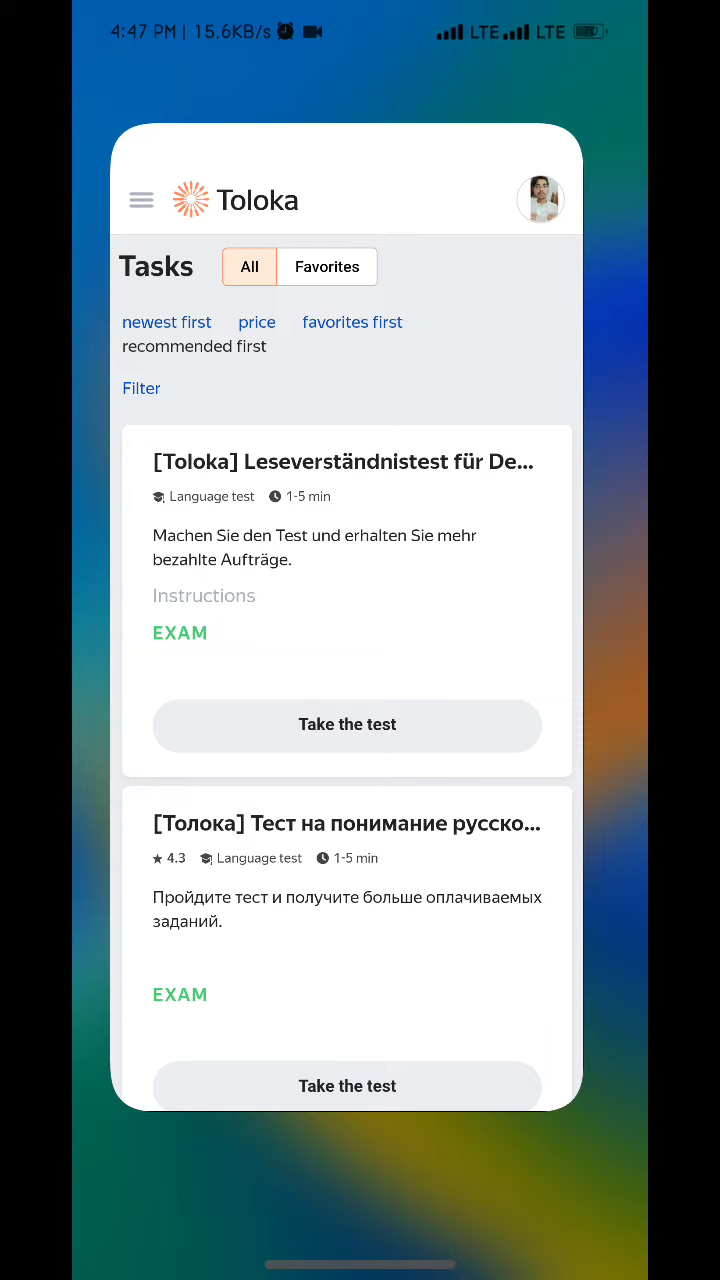 4:47 PM | 15.6KB/s LTE LTE 70
Toloka
Tasks All Favorites
newest first price favorites first
recommended first
Filter
[Toloka] Leseverständnistest für De...
Language test 1-5 min
Machen Sie den Test und erhalten Sie mehr
bezahlte Aufträge.
Instructions
EXAM
Take the test
[Толока] Тест на понимание русско...
4.3 Language test 1-5 min
Пройдите тест и получите больше оплачиваемых
заданий.
EXAM
Take the test